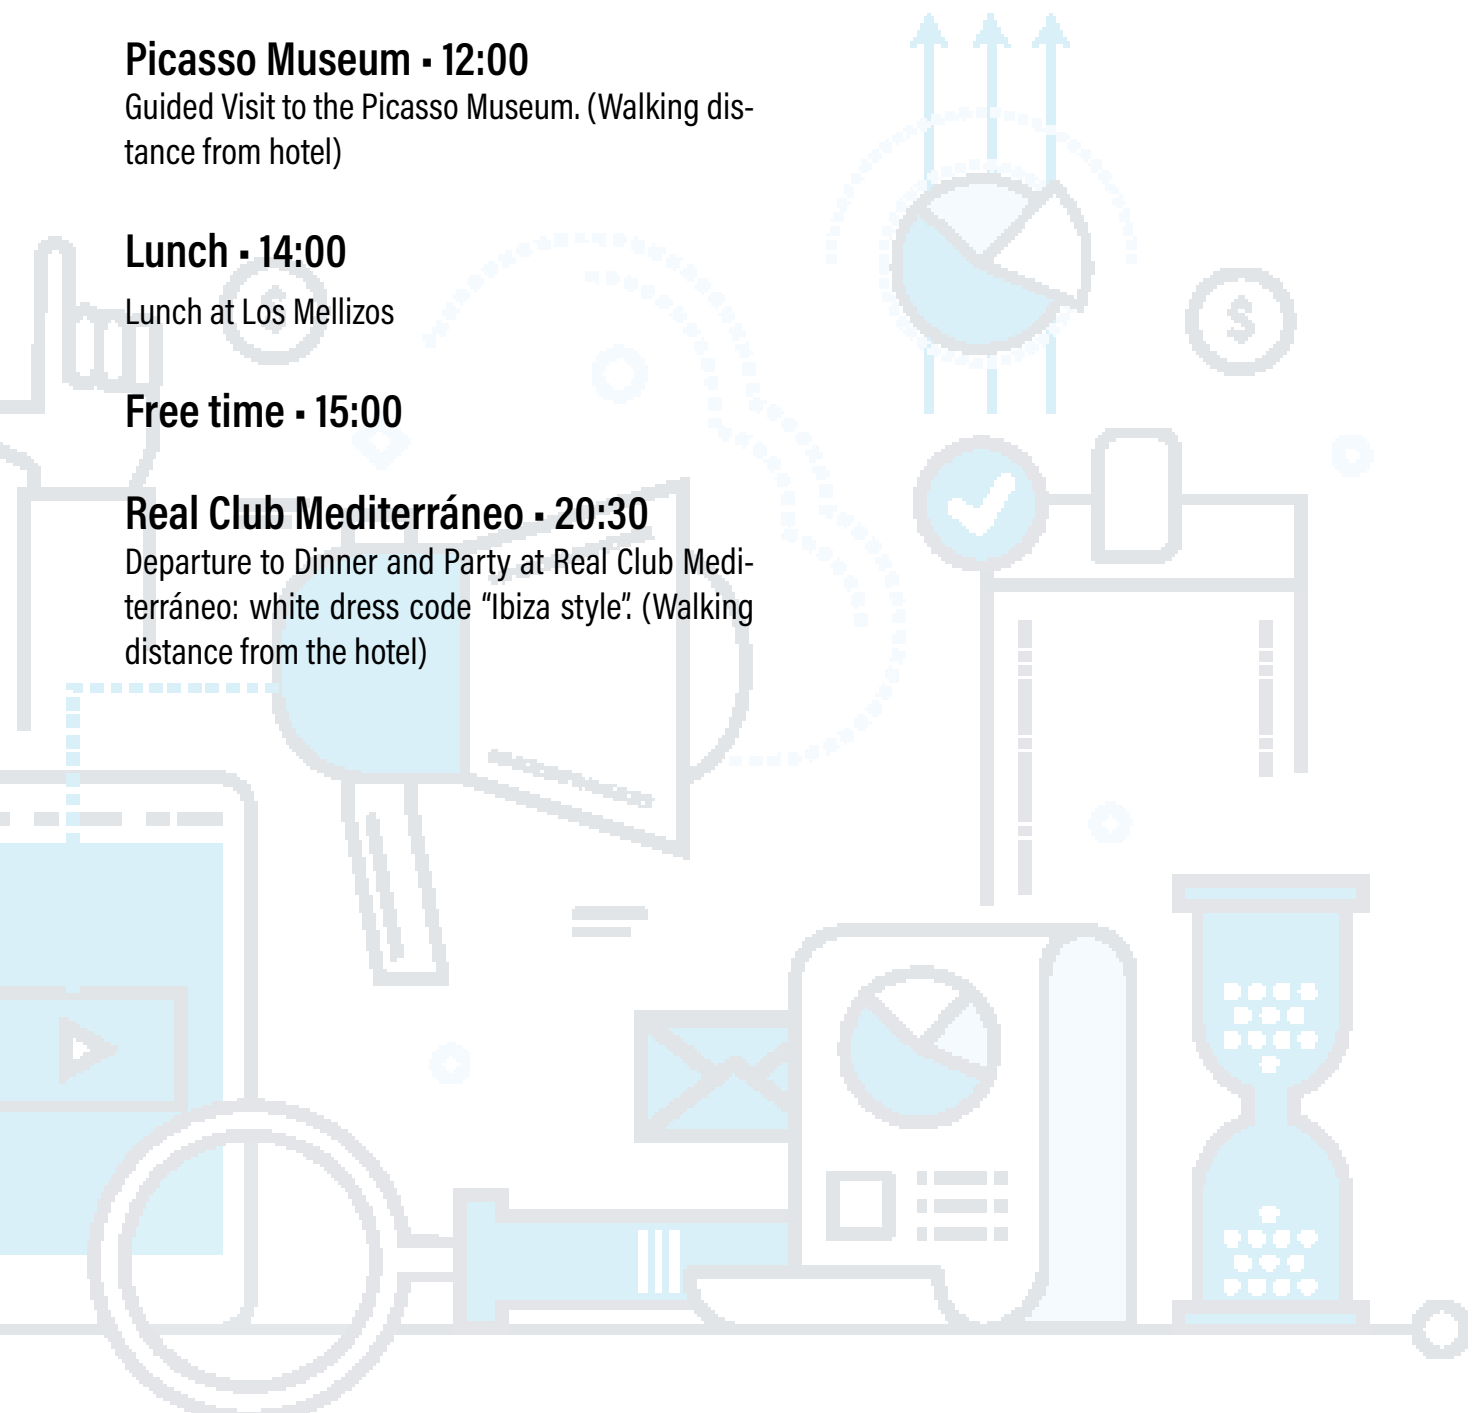 Picasso Museum · 12:00
Guided Visit to the Picasso Museum. (Walking dis-
tance from hotel)
Lunch · 14:00
Lunch at Los Mellizos
Free time · 15:00
Real Club Mediterráneo · 20:30
Departure to Dinner and Party at Real Club Medi-
terráneo: white dress code “Ibiza style”. (Walking
distance from the hotel)
$
$